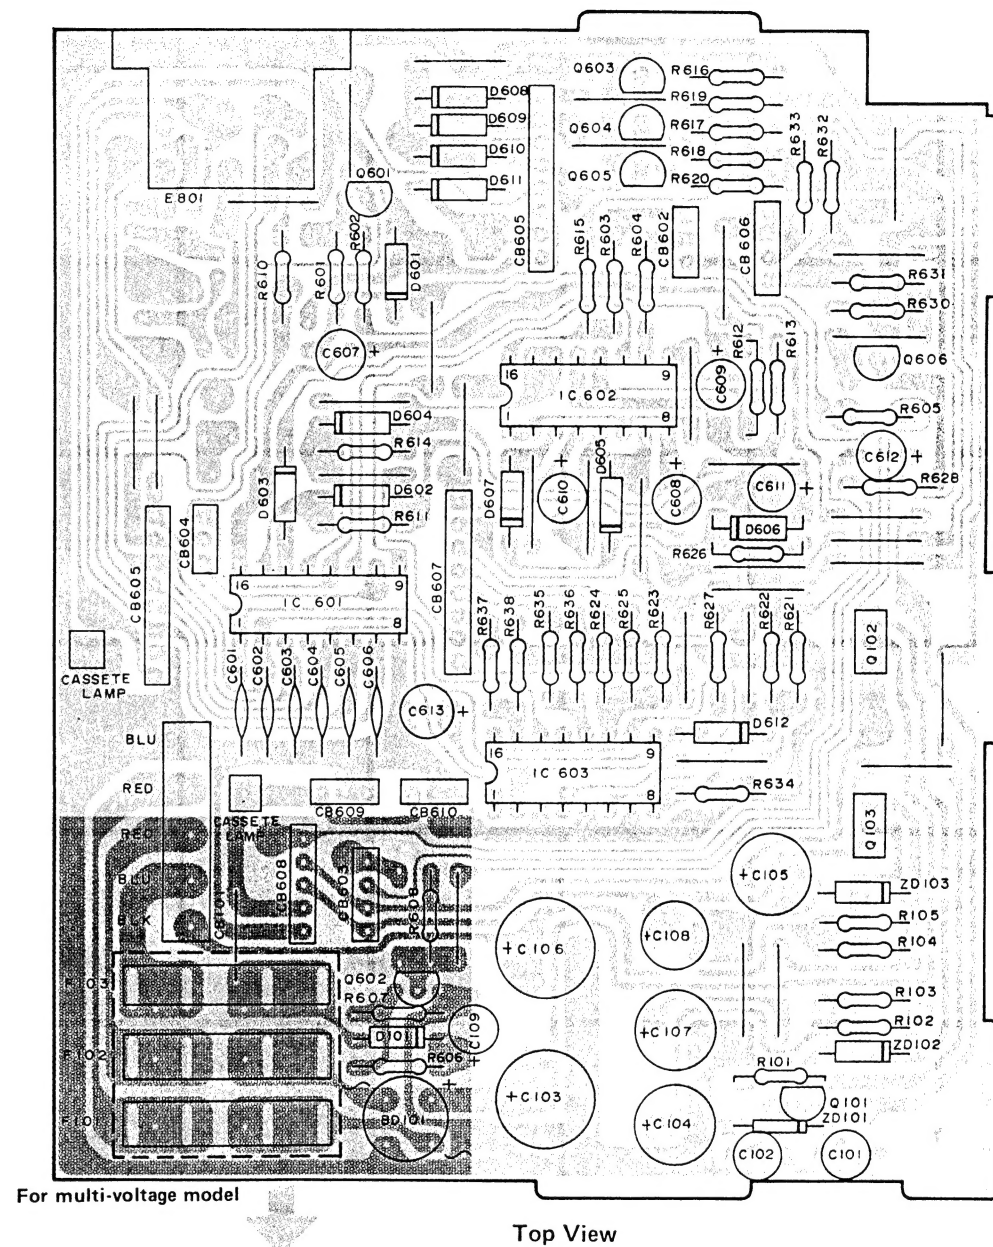 Q603 R616
D608
R619
D609 Q604 R617 R633 R632
D610 R618
Q605 R620
D611
Q601
E801
R602 CB605 R615 R603 R604 CB602 CB606
R610 R601 D601
R631
R630
C607 + + R612 R613
Q606
16 9
IC 602
1 8
C609
D604
R605
R614
C612 +
D603 D602 D607 + C610 D605 + C608 C611 +
R628
R611
D606
R626
CB605 CB604 CB607
16 9
IC 601
1 8
R637 R638 R635 R636 R624 R625 R623 R627 R622 R621
Q102
C601 C602 C603 C604 C605 C606
CASSETE
LAMP
C613 +
D612
BLU
16 9
IC 603
1 8
RED
R634
CB609 CB610
CASSETE
LAMP
Q103
RED
CB608 CB603
+C105
BLU
ZD103
BLK CB101 R608
R105
+C106 +C108
R104
F103
Q602
R607
R103
C109 +
+C107
R102
D101
ZD102
F102
R606
R101
+
+C103
Q101
F101
BD101
+C104
ZD101
C102 C101
For multi-voltage model
Top View